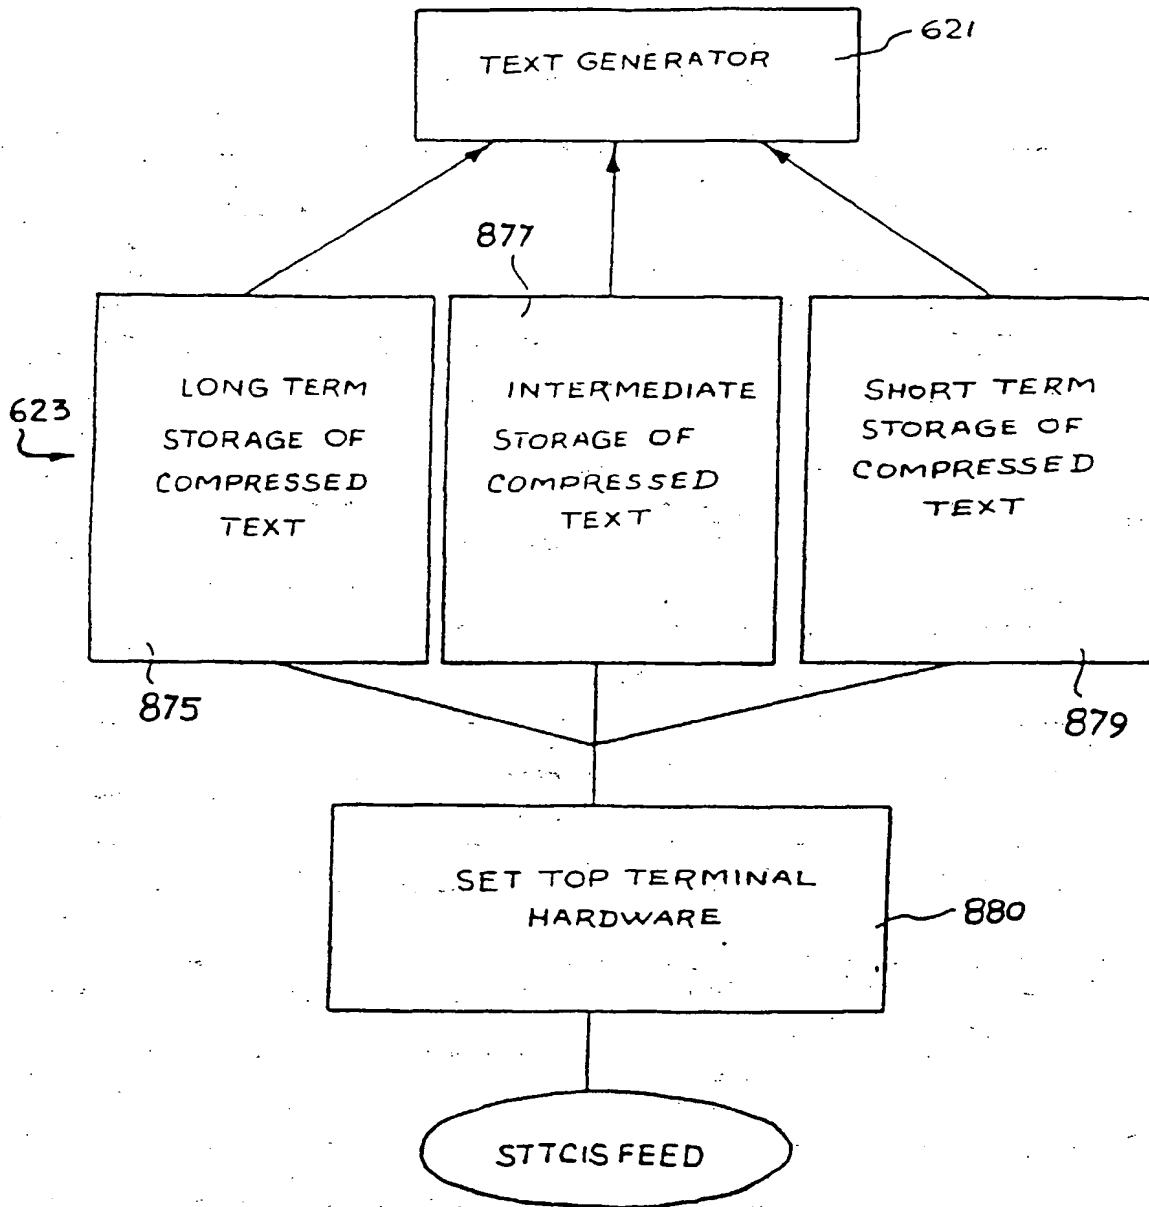 TEXT GENERATOR
621
877
623
LONG TERM
STORAGE OF
COMPRESSED
TEXT
INTERMEDIATE
STORAGE OF
COMPRESSED
TEXT
SHORT TERM
STORAGE OF
COMPRESSED
TEXT
875
879
SET TOP TERMINAL
HARDWARE
880
STTCIS FEED